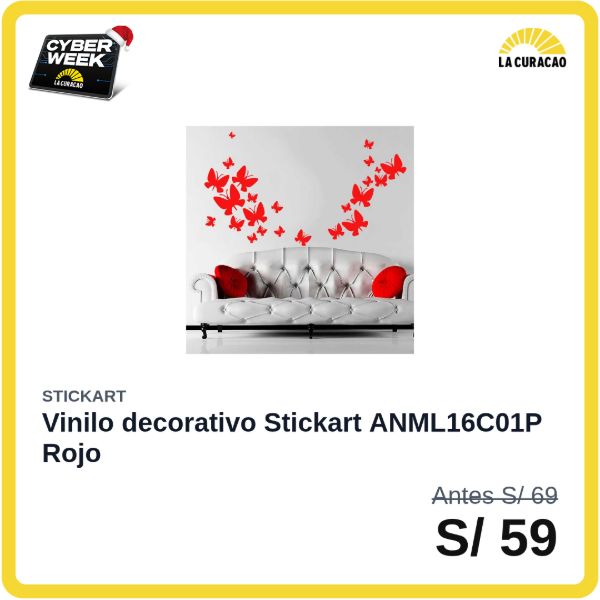 CYBER
WEEK
LA CURACAO
LA CURACAO
STICKART
Vinilo decorativo Stickart ANML16C01P
Rojo
Antes S/ 69
S/ 59